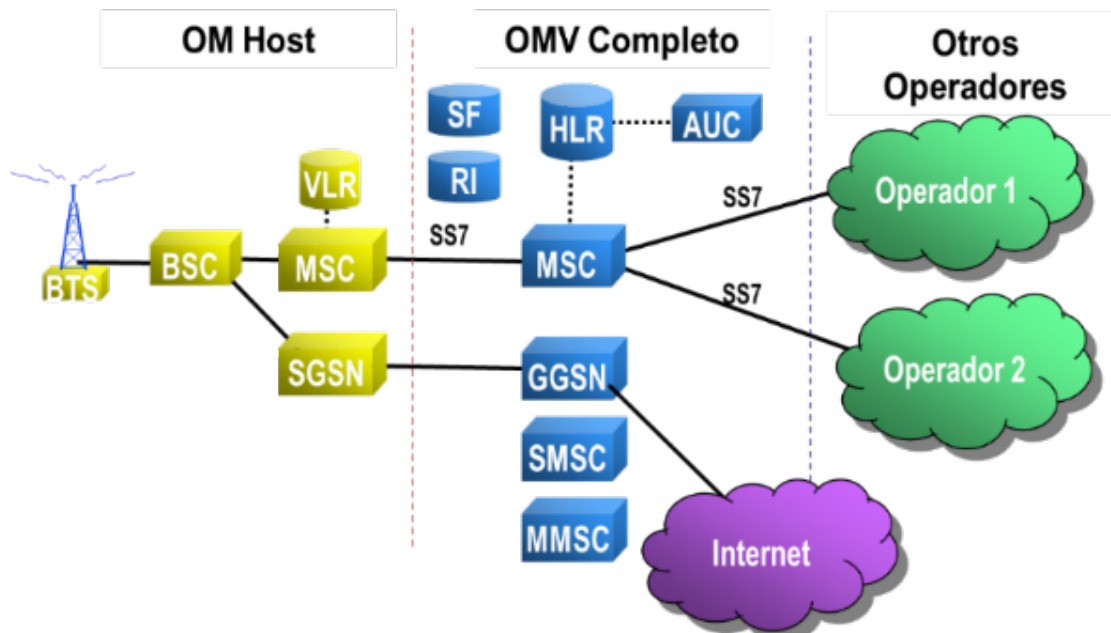 OM Host
OMV Completo
Otros
Operadores
SF
HLR
AUC
RI
VLR
SS7
SS7
Operador 1
BTS
BSC
MSC
MSC
SS7
Operador 2
SGSN
GGSN
SMSC
MMSC
Internet